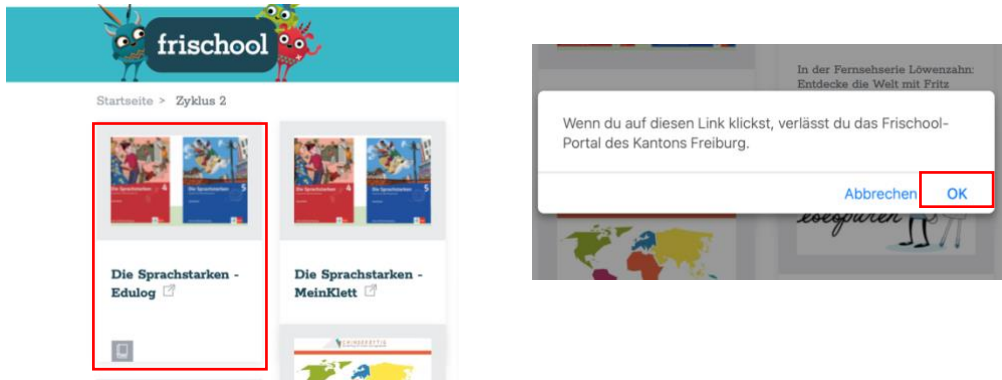 frischool
Startseite > Zyklus 2
Die Sprachstarken 4
Die Sprachstarken 5
Die Sprachstarken 4
Die Sprachstarken 5
Die Sprachstarken -
Edulog
Die Sprachstarken -
MeinKlett
In der Fernsehserie Löwenzahn:
Entdecke die Welt mit Fritz
Wenn du auf diesen Link klickst, verlässt du das Frischool-
Portal des Kantons Freiburg.
Abbrechen OK